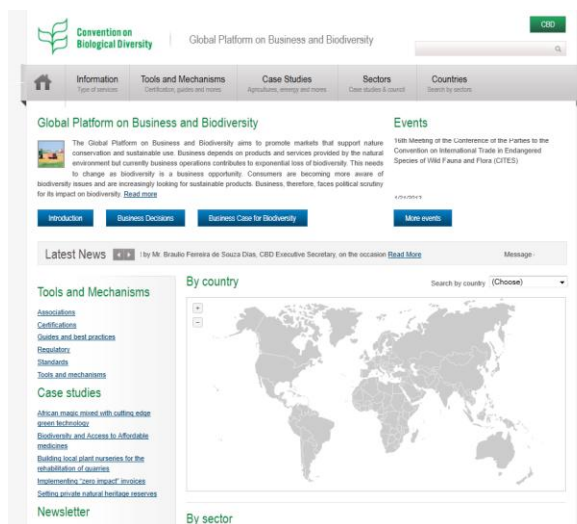 Convention on
Biological Diversity
Global Platform on Business and Biodiversity
CBD
Information
Type of services
Tools and Mechanisms
Certification, guides and mores
Case Studies
Agricultures, energy and mores
Sectors
Case studies & council
Countries
Search by sectors
Global Platform on Business and Biodiversity
The Global Platform on Business and Biodiversity aims to promote markets that support nature
conservation and sustainable use. Business depends on products and services provided by the natural
environment but currently business operations contributes to exponential loss of biodiversity. This needs
to change as biodiversity is a business opportunity. Consumers are becoming more aware of
biodiversity issues and are increasingly looking for sustainable products. Business, therefore, faces political scrutiny
for its impact on biodiversity. Read more
Introduction
Business Decisions
Business Case for Biodiversity
Events
16th Meeting of the Conference of the Parties to the
Convention on International Trade in Endangered
Species of Wild Fauna and Flora (CITES)
More events
Latest News
by Mr. Braulio Ferreira de Souza Dias, CBD Executive Secretary, on the occasion Read More
Message
Tools and Mechanisms
Associations
Certifications
Guides and best practices
Regulatory
Standards
Tools and mechanisms
Case studies
African magic mixed with cutting edge
green technology
Biodiversity and Access to Affordable
medicines
Building local plant nurseries for the
rehabilitation of quarries
Implementing "zero impact" invoices
Setting private natural heritage reserves
Newsletter
By country
Search by country
(Choose)
+
−
By sector